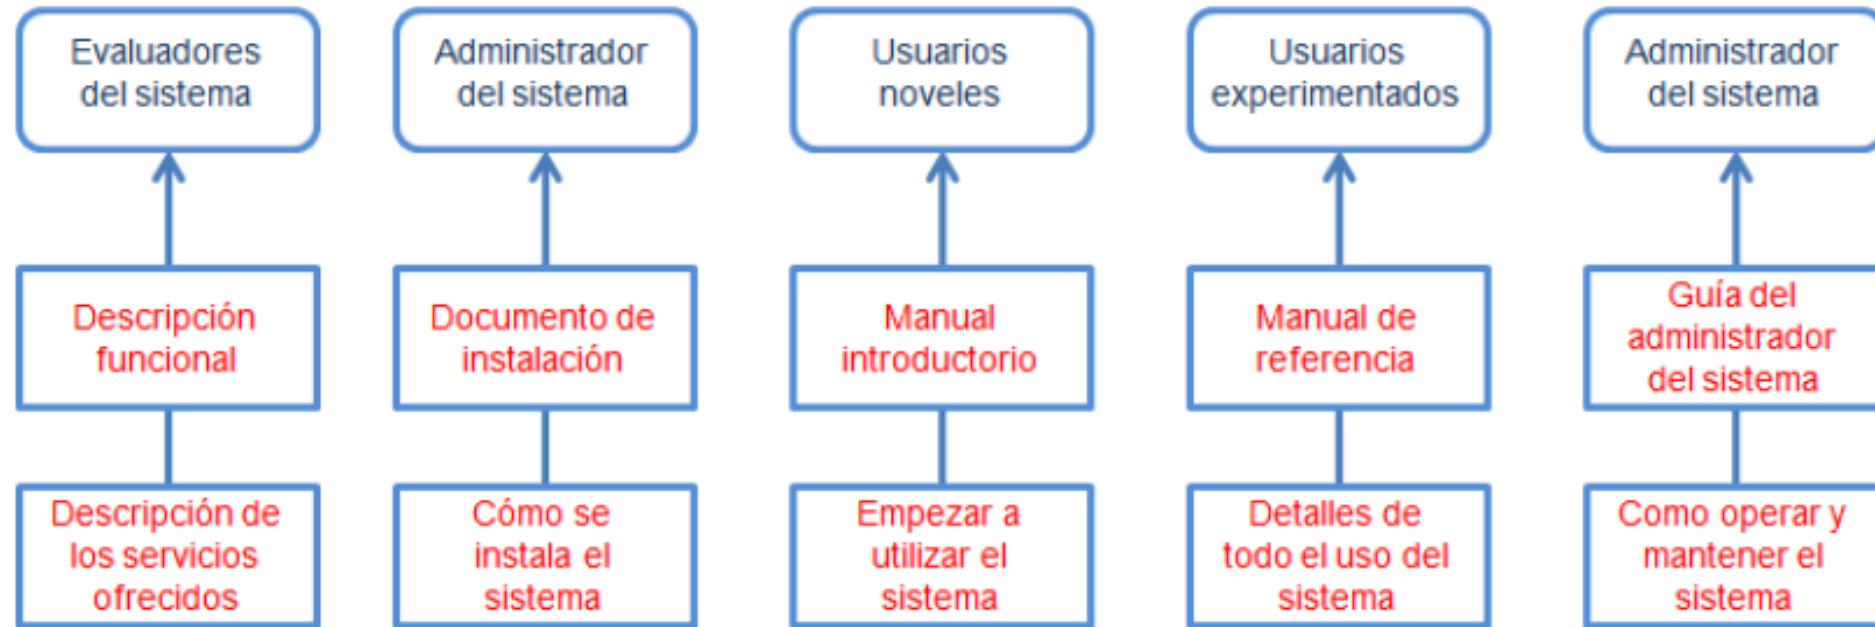 Evaluadores
del sistema
Administrador
del sistema
Usuarios
noveles
Usuarios
experimentados
Administrador
del sistema
Descripción
funcional
Documento de
instalación
Manual
introductorio
Manual de
referencia
Guía del
administrador
del sistema
Descripción de
los servicios
ofrecidos
Cómo se
instala el
sistema
Empezar a
utilizar el
sistema
Detalles de
todo el uso del
sistema
Como operar y
mantener el
sistema